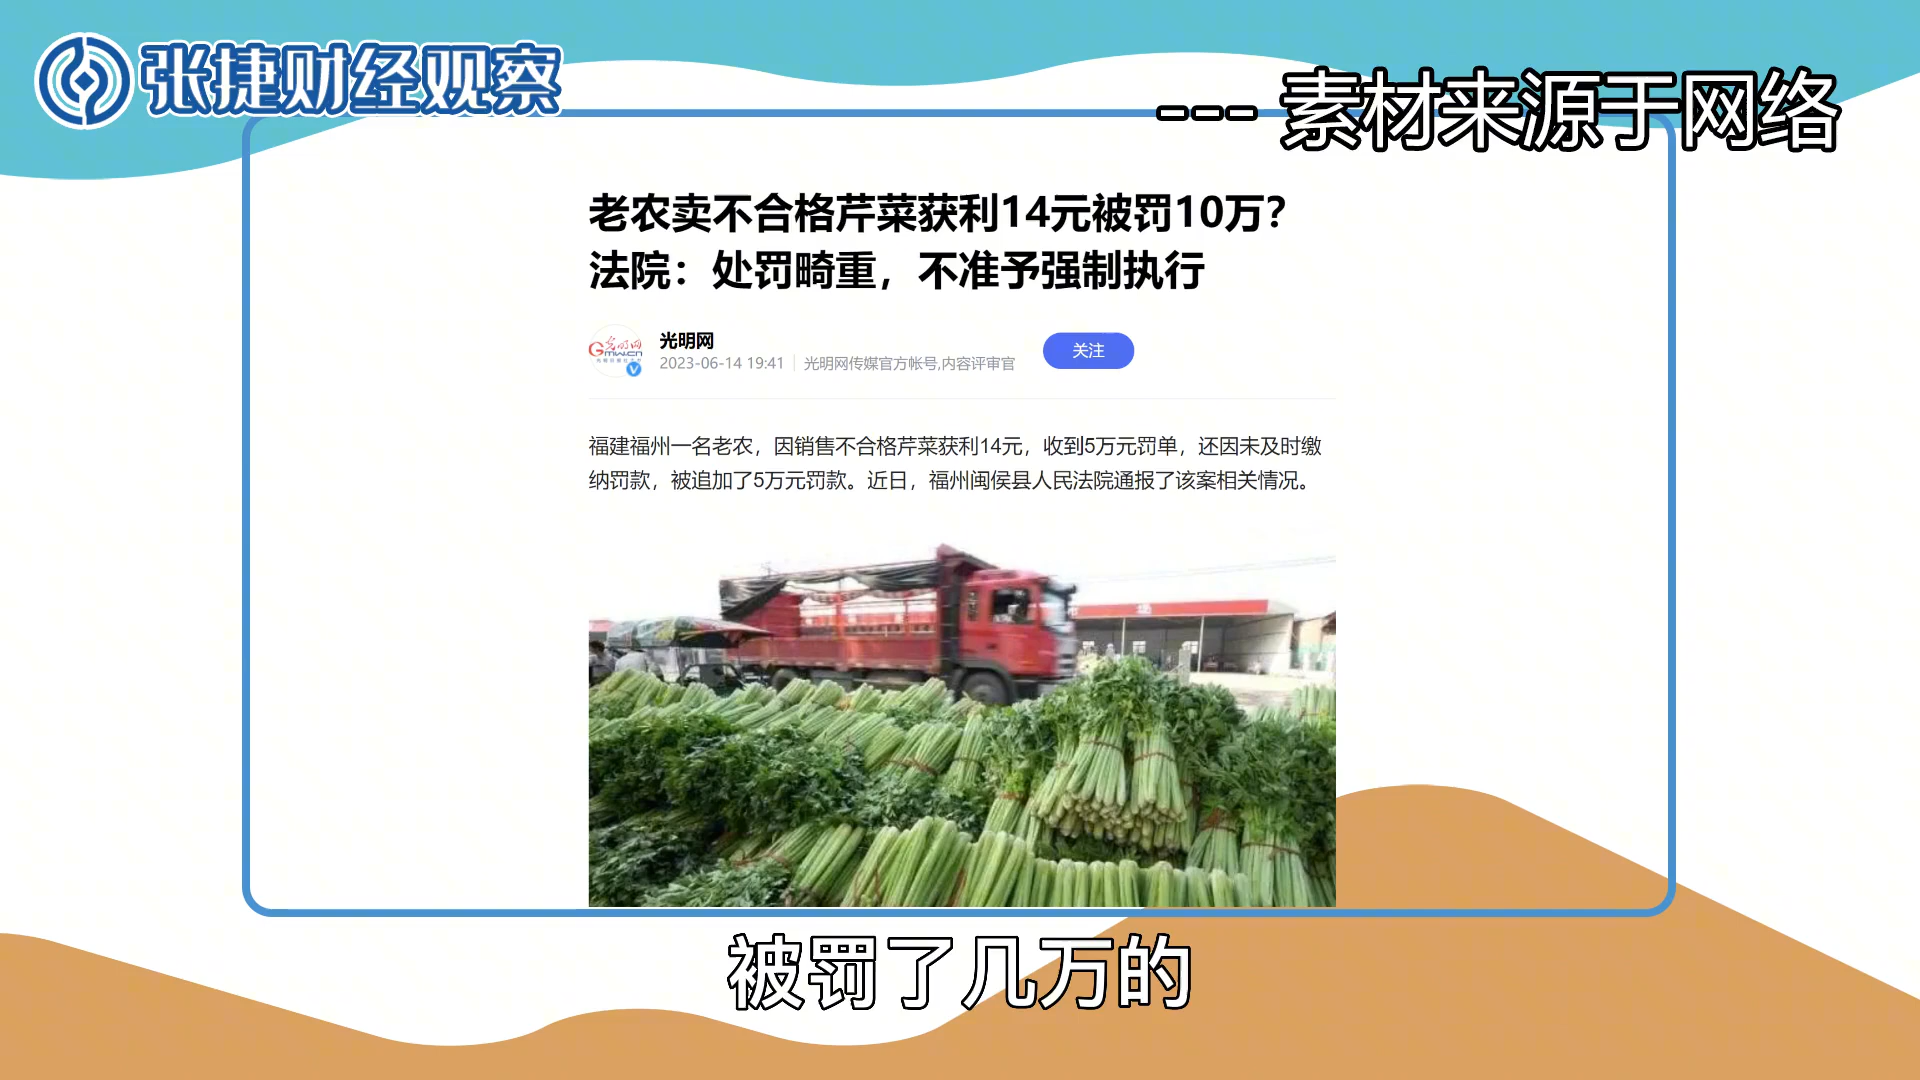 张捷财经观察
--- 素材来源于网络
老农卖不合格芹菜获利14元被罚10万?
法院：处罚畸重，不准予强制执行
光明网
2023-06-14 19:41 光明网传媒官方帐号,内容评审官
关注
福建福州一名老农，因销售不合格芹菜获利14元，收到5万元罚单，还因未及时缴
纳罚款，被追加了5万元罚款。近日，福州闽侯县人民法院通报了该案相关情况。
被罚了几万的